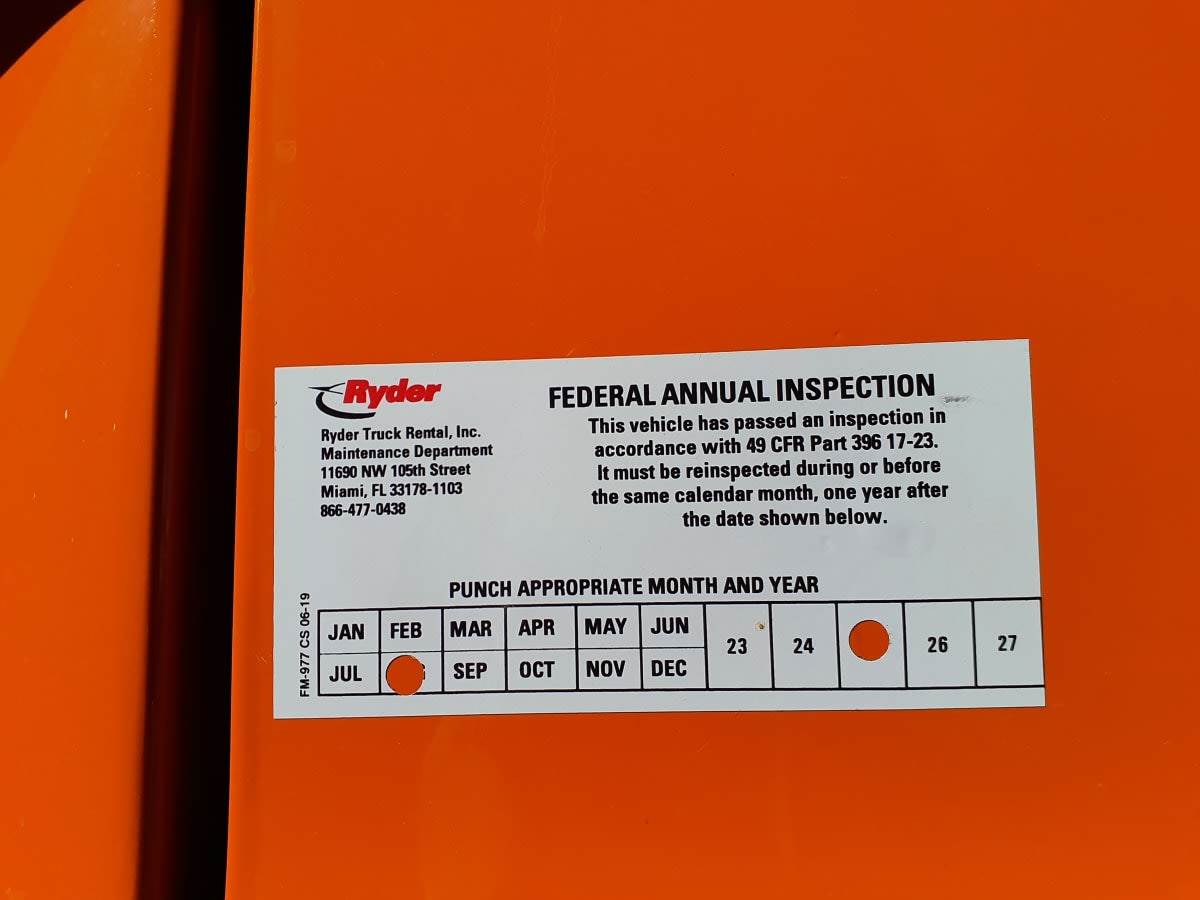 Ryder
Ryder Truck Rental, Inc.
Maintenance Department
11690 NW 105th Street
Miami, FL 33178-1103
866-477-0438
FEDERAL ANNUAL INSPECTION
This vehicle has passed an inspection in
accordance with 49 CFR Part 396 17-23.
It must be reinspected during or before
the same calendar month, one year after
the date shown below.
PUNCH APPROPRIATE MONTH AND YEAR
JAN FEB MAR APR MAY JUN
JUL SEP OCT NOV DEC
23 24 26 27
FM-977 CS 06-19